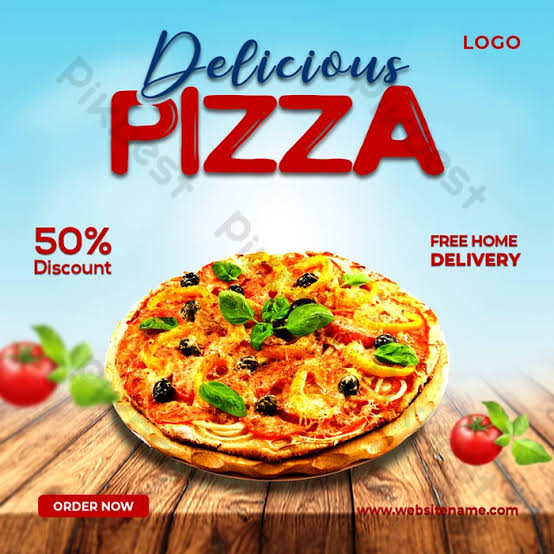 LOGO
Delicious
PIZZA
50%
Discount
FREE HOME
DELIVERY
ORDER NOW
www.websitename.com